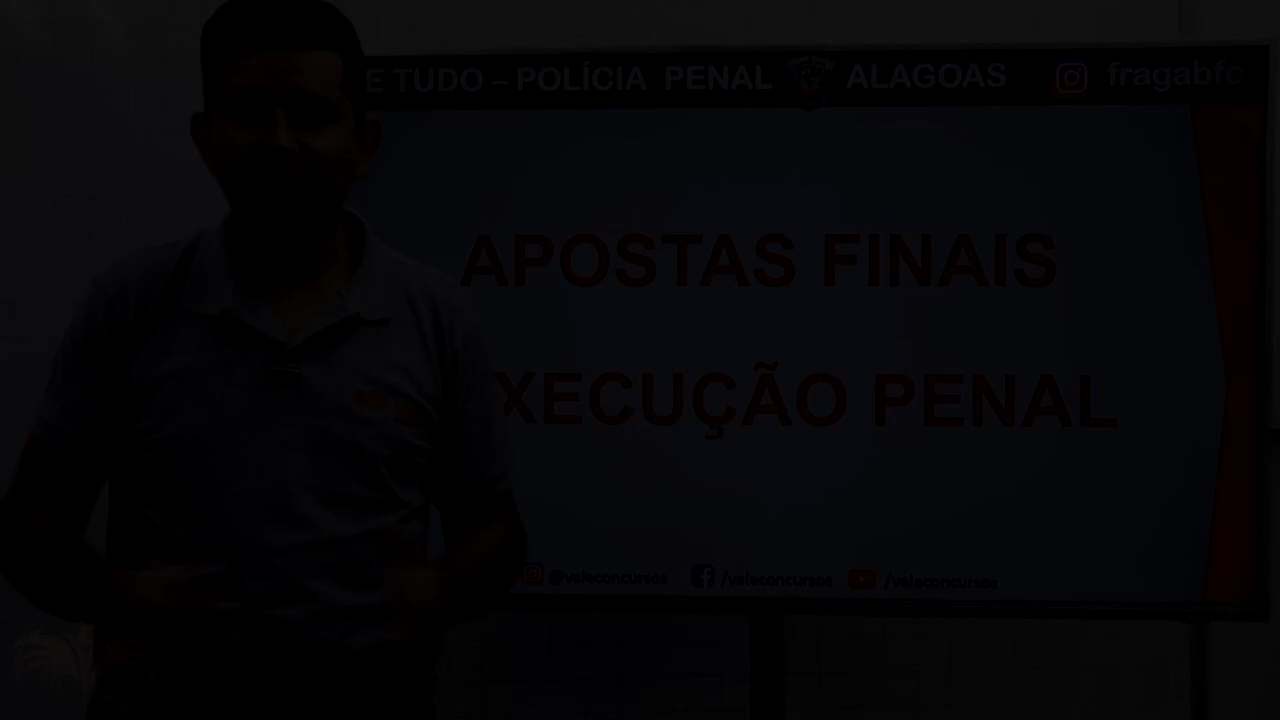 E TUDO – POLÍCIA PENAL ALAGOAS fragabfc
APOSTAS FINAIS
XECUÇÃO PENAL
@valeconcursos /valeconcursos /valeconcursos